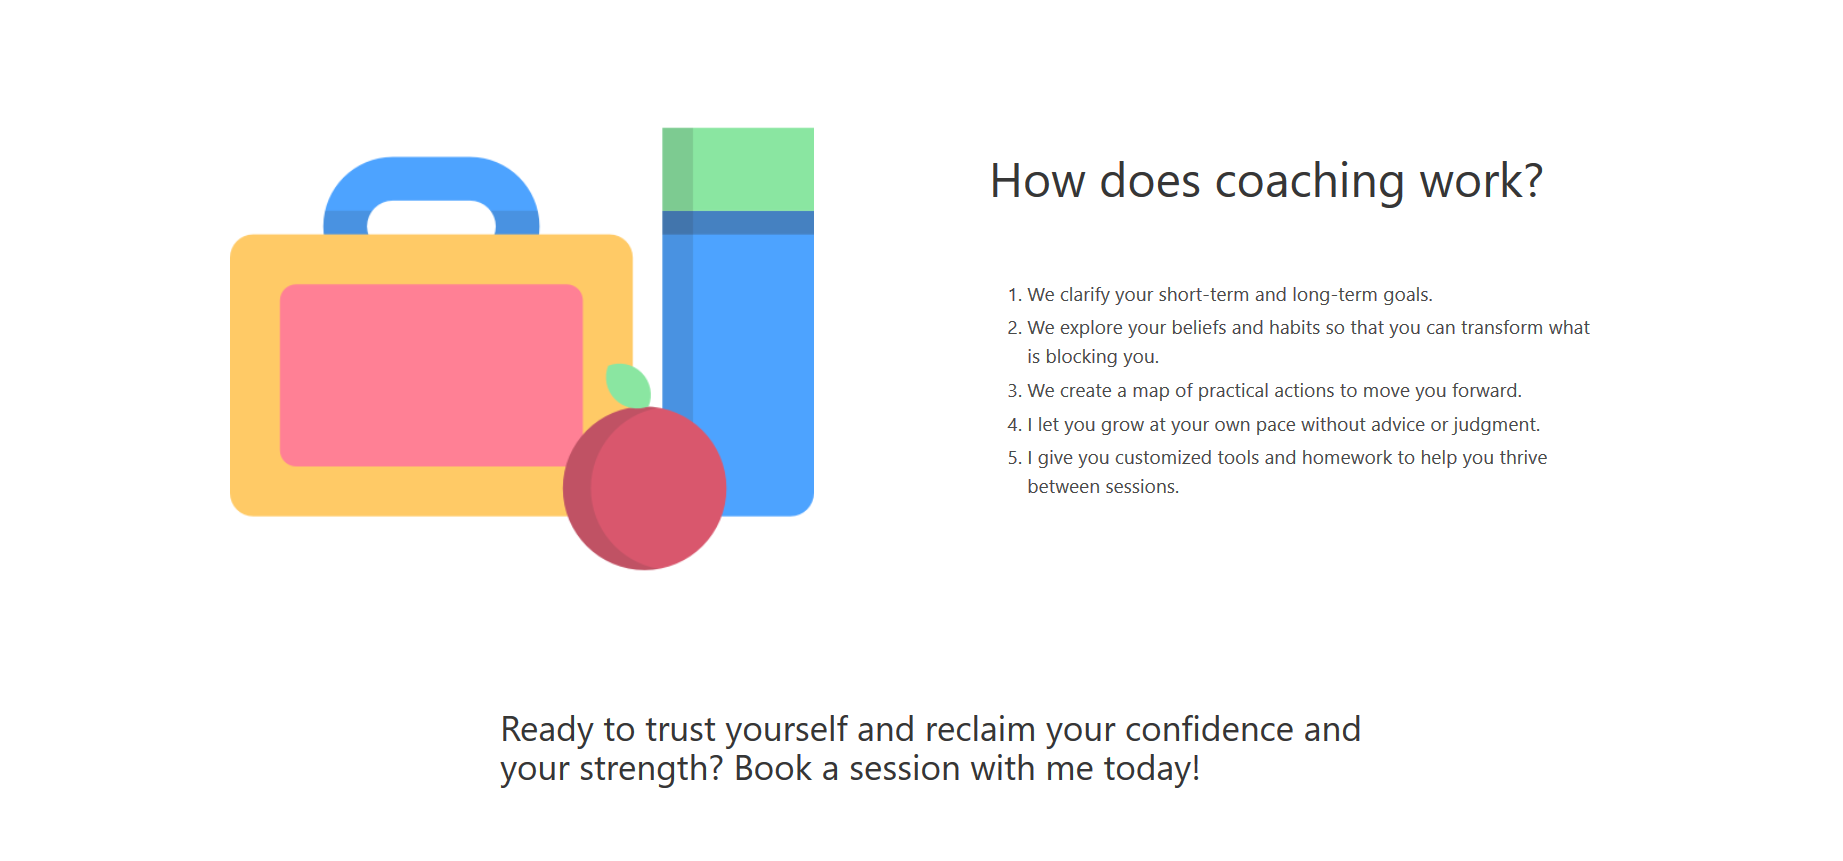 How does coaching work?
1. We clarify your short-term and long-term goals.
2. We explore your beliefs and habits so that you can transform what
is blocking you.
3. We create a map of practical actions to move you forward.
4. I let you grow at your own pace without advice or judgment.
5. I give you customized tools and homework to help you thrive
between sessions.
Ready to trust yourself and reclaim your confidence and
your strength? Book a session with me today!